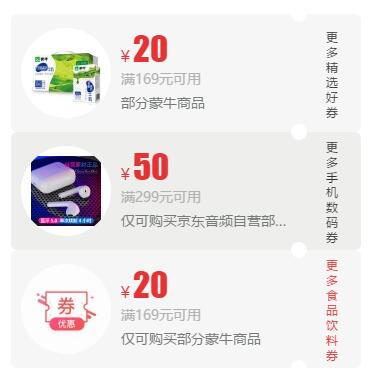 ¥20
满169元可用
部分蒙牛商品
更多精选好券
¥50
满299元可用
仅可购买京东音频自营部...
更多手机数码券
券
优惠
¥20
满169元可用
仅可购买部分蒙牛商品
更多食品饮料券